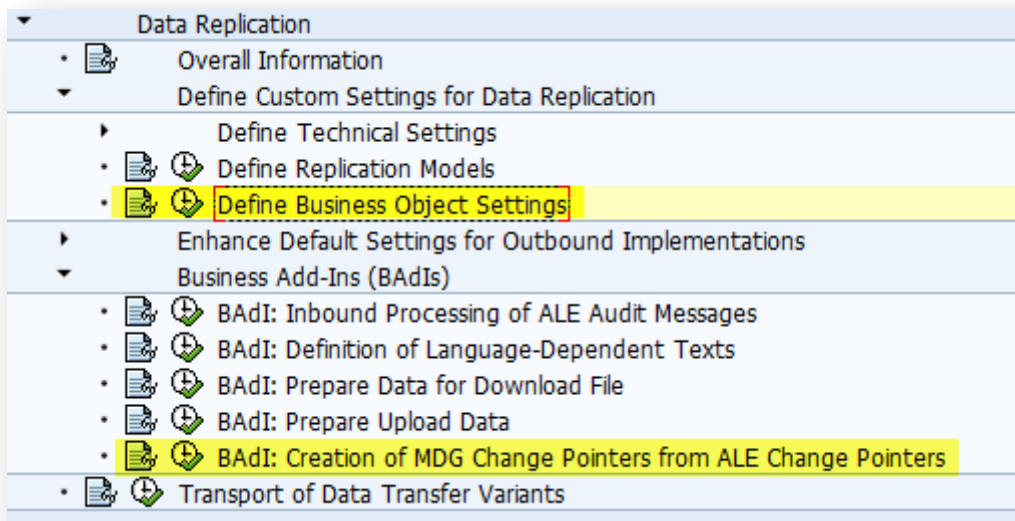 Data Replication
Overall Information
Define Custom Settings for Data Replication
Define Technical Settings
Define Replication Models
Define Business Object Settings
Enhance Default Settings for Outbound Implementations
Business Add-Ins (BAdIs)
BAdI: Inbound Processing of ALE Audit Messages
BAdI: Definition of Language-Dependent Texts
BAdI: Prepare Data for Download File
BAdI: Prepare Upload Data
BAdI: Creation of MDG Change Pointers from ALE Change Pointers
Transport of Data Transfer Variants